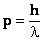 p = h/λ